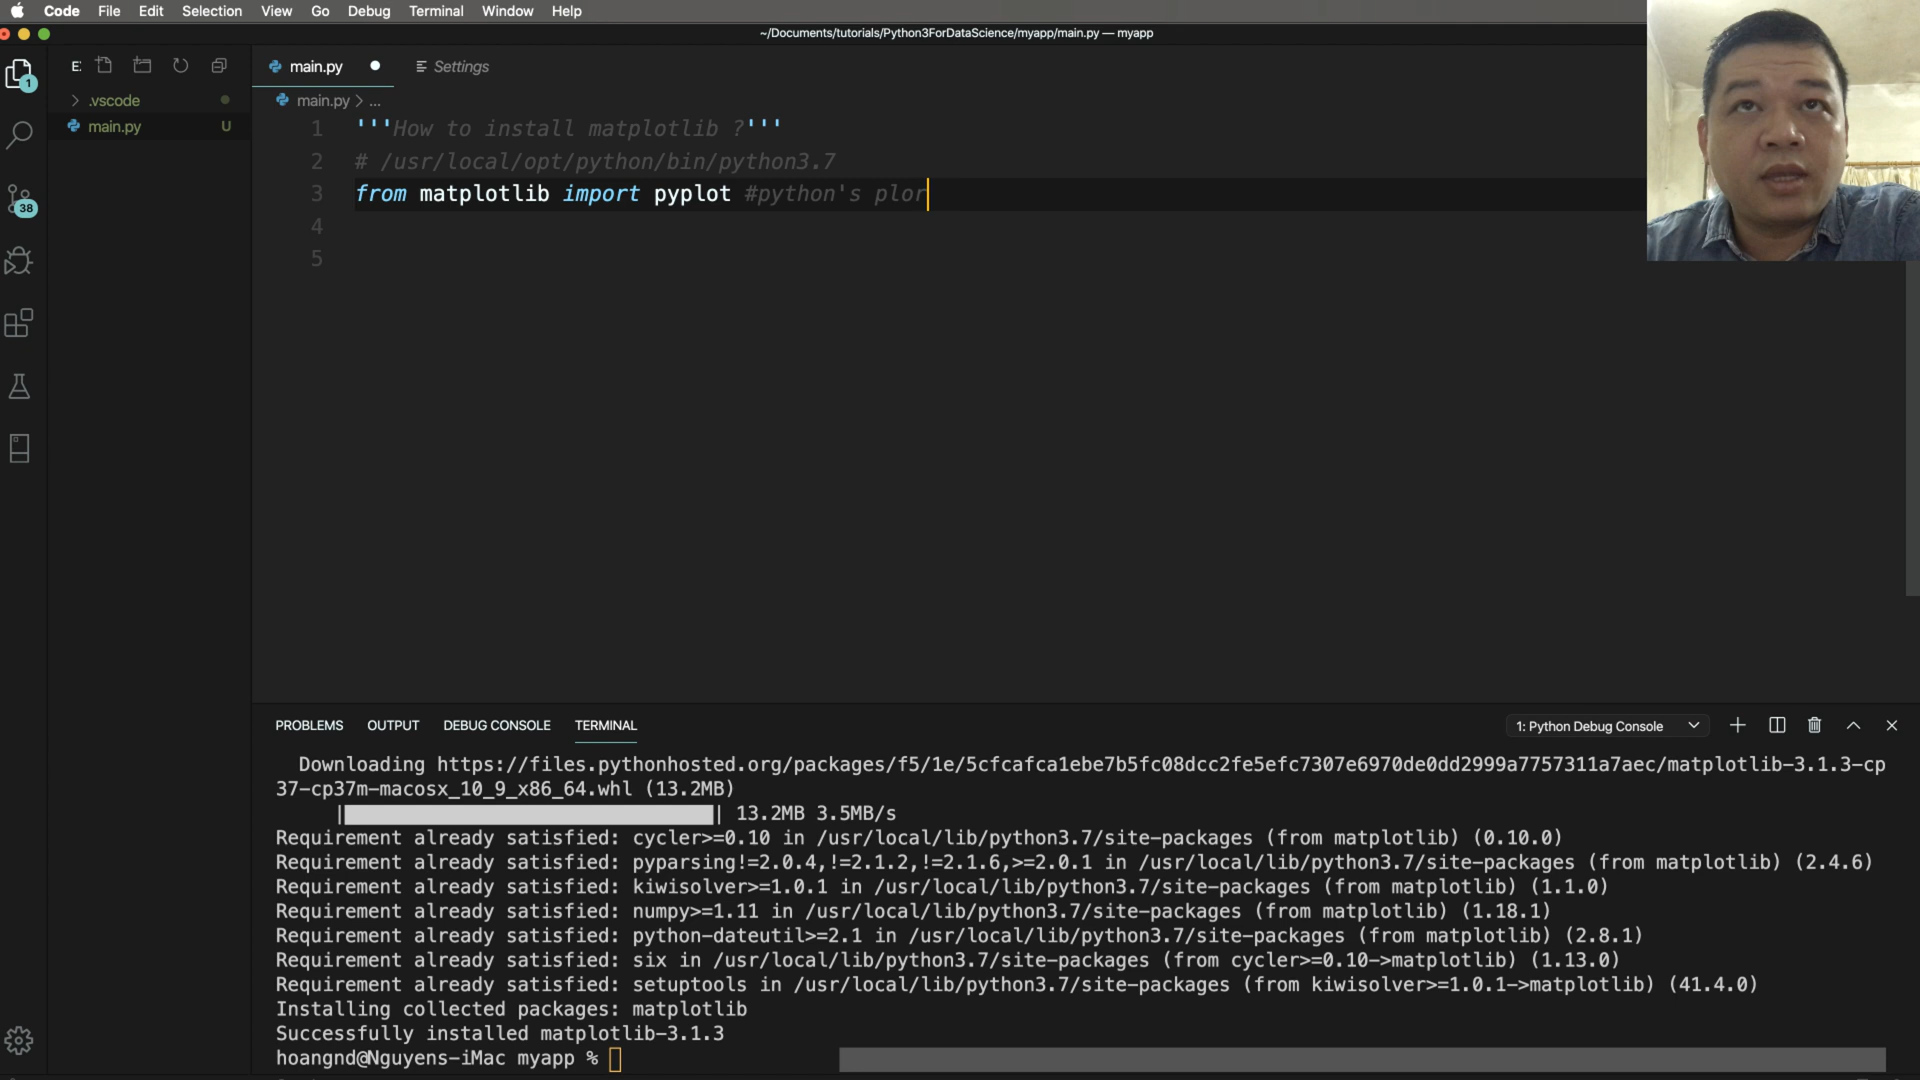 Code File Edit Selection View Go Debug Terminal Window Help
~/Documents/tutorials/Python3ForDataScience/myapp/main.py — myapp
E:
main.py
Settings
1
.vscode
main.py > ...
main.py U
1 '''How to install matplotlib ?'''
2 # /usr/local/opt/python/bin/python3.7
3 from matplotlib import pyplot #python's plor
38
4
5
PROBLEMS OUTPUT DEBUG CONSOLE TERMINAL
1: Python Debug Console
Downloading https://files.pythonhosted.org/packages/f5/1e/5cfcafca1ebe7b5fc08dcc2fe5efc7307e6970de0dd2999a7757311a7aec/matplotlib-3.1.3-cp
37-cp37m-macosx_10_9_x86_64.whl (13.2MB)
| | 13.2MB 3.5MB/s
Requirement already satisfied: cycler>=0.10 in /usr/local/lib/python3.7/site-packages (from matplotlib) (0.10.0)
Requirement already satisfied: pyparsing!=2.0.4,!=2.1.2,!=2.1.6,>=2.0.1 in /usr/local/lib/python3.7/site-packages (from matplotlib) (2.4.6)
Requirement already satisfied: kiwisolver>=1.0.1 in /usr/local/lib/python3.7/site-packages (from matplotlib) (1.1.0)
Requirement already satisfied: numpy>=1.11 in /usr/local/lib/python3.7/site-packages (from matplotlib) (1.18.1)
Requirement already satisfied: python-dateutil>=2.1 in /usr/local/lib/python3.7/site-packages (from matplotlib) (2.8.1)
Requirement already satisfied: six in /usr/local/lib/python3.7/site-packages (from cycler>=0.10->matplotlib) (1.13.0)
Requirement already satisfied: setuptools in /usr/local/lib/python3.7/site-packages (from kiwisolver>=1.0.1->matplotlib) (41.4.0)
Installing collected packages: matplotlib
Successfully installed matplotlib-3.1.3
hoangnd@Nguyens-iMac myapp %